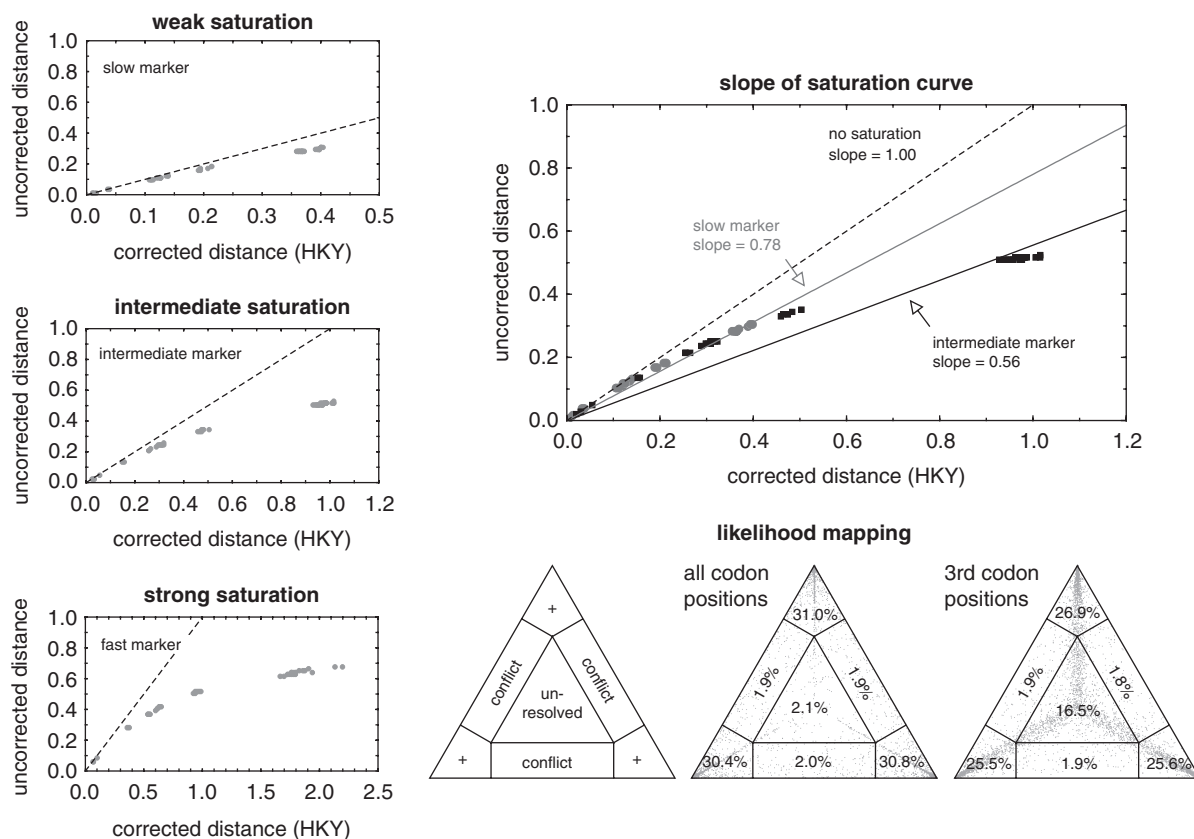 weak saturation
1.0
0.8
0.6
0.4
0.2
0.0
slow marker
0.0 0.1 0.2 0.3 0.4 0.5
uncorrected distance
corrected distance (HKY)
intermediate saturation
1.0
0.8
0.6
0.4
0.2
0.0
intermediate marker
0.0 0.2 0.4 0.6 0.8 1.0 1.2
uncorrected distance
corrected distance (HKY)
strong saturation
1.0
0.8
0.6
0.4
0.2
0.0
fast marker
0.0 0.5 1.0 1.5 2.0 2.5
uncorrected distance
corrected distance (HKY)
slope of saturation curve
1.0
0.8
0.6
0.4
0.2
0.0
no saturation
slope = 1.00
slow marker
slope = 0.78
intermediate marker
slope = 0.56
0.0 0.2 0.4 0.6 0.8 1.0 1.2
uncorrected distance
corrected distance (HKY)
likelihood mapping
+
conflict
conflict
un-
resolved
+
conflict
+
all codon
positions
31.0%
1.9%
1.9%
2.1%
30.4%
2.0%
30.8%
3rd codon
positions
26.9%
1.9%
1.8%
16.5%
25.5%
1.9%
25.6%